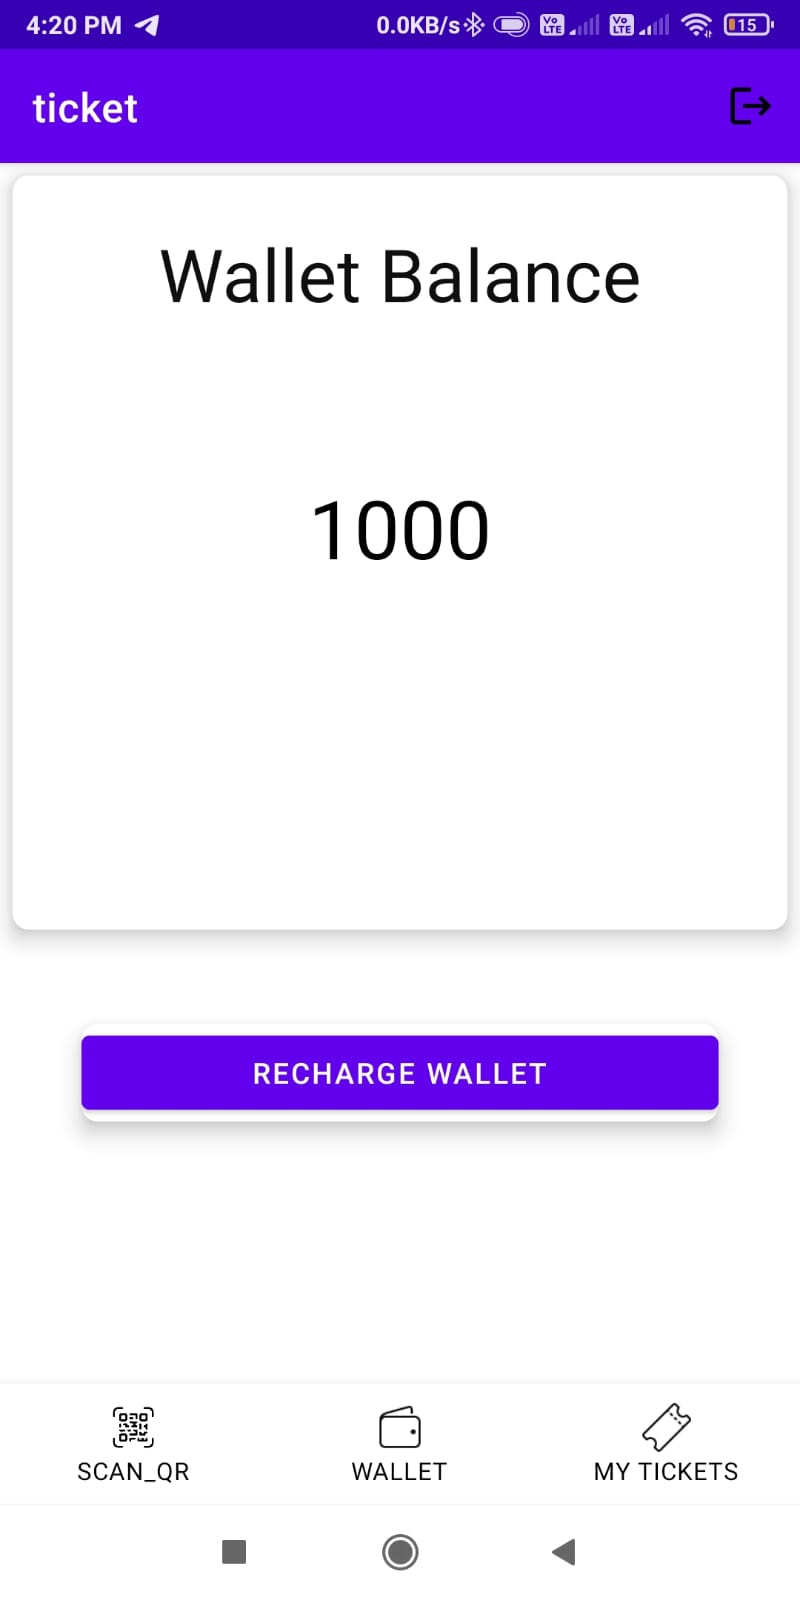 4:20 PM 0.0KB/s Vo LTE Vo LTE 15
ticket
Wallet Balance
1000
RECHARGE WALLET
SCAN_QR WALLET MY TICKETS